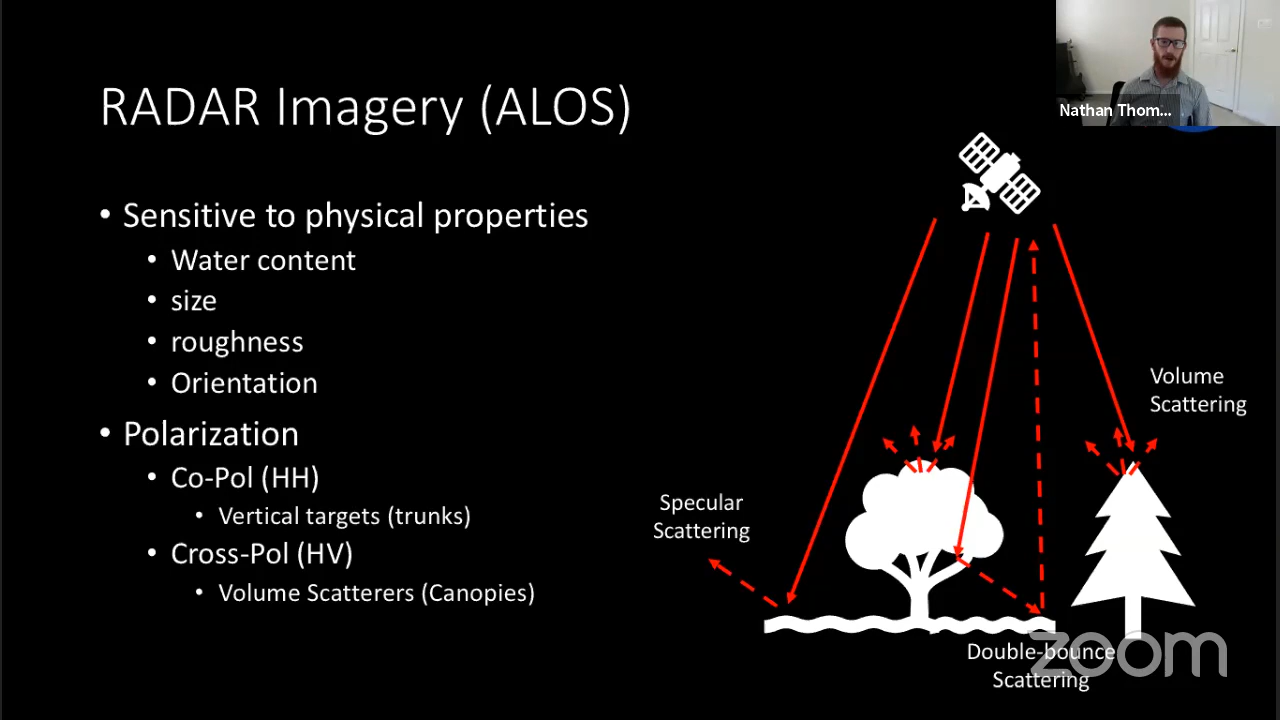 Nathan Thom...
RADAR Imagery (ALOS)
• Sensitive to physical properties
• Water content
• size
• roughness
• Orientation
• Polarization
• Co-Pol (HH)
• Vertical targets (trunks)
• Cross-Pol (HV)
• Volume Scatterers (Canopies)
Volume
Scattering
Specular
Scattering
Double-bounce
Scattering
zoom